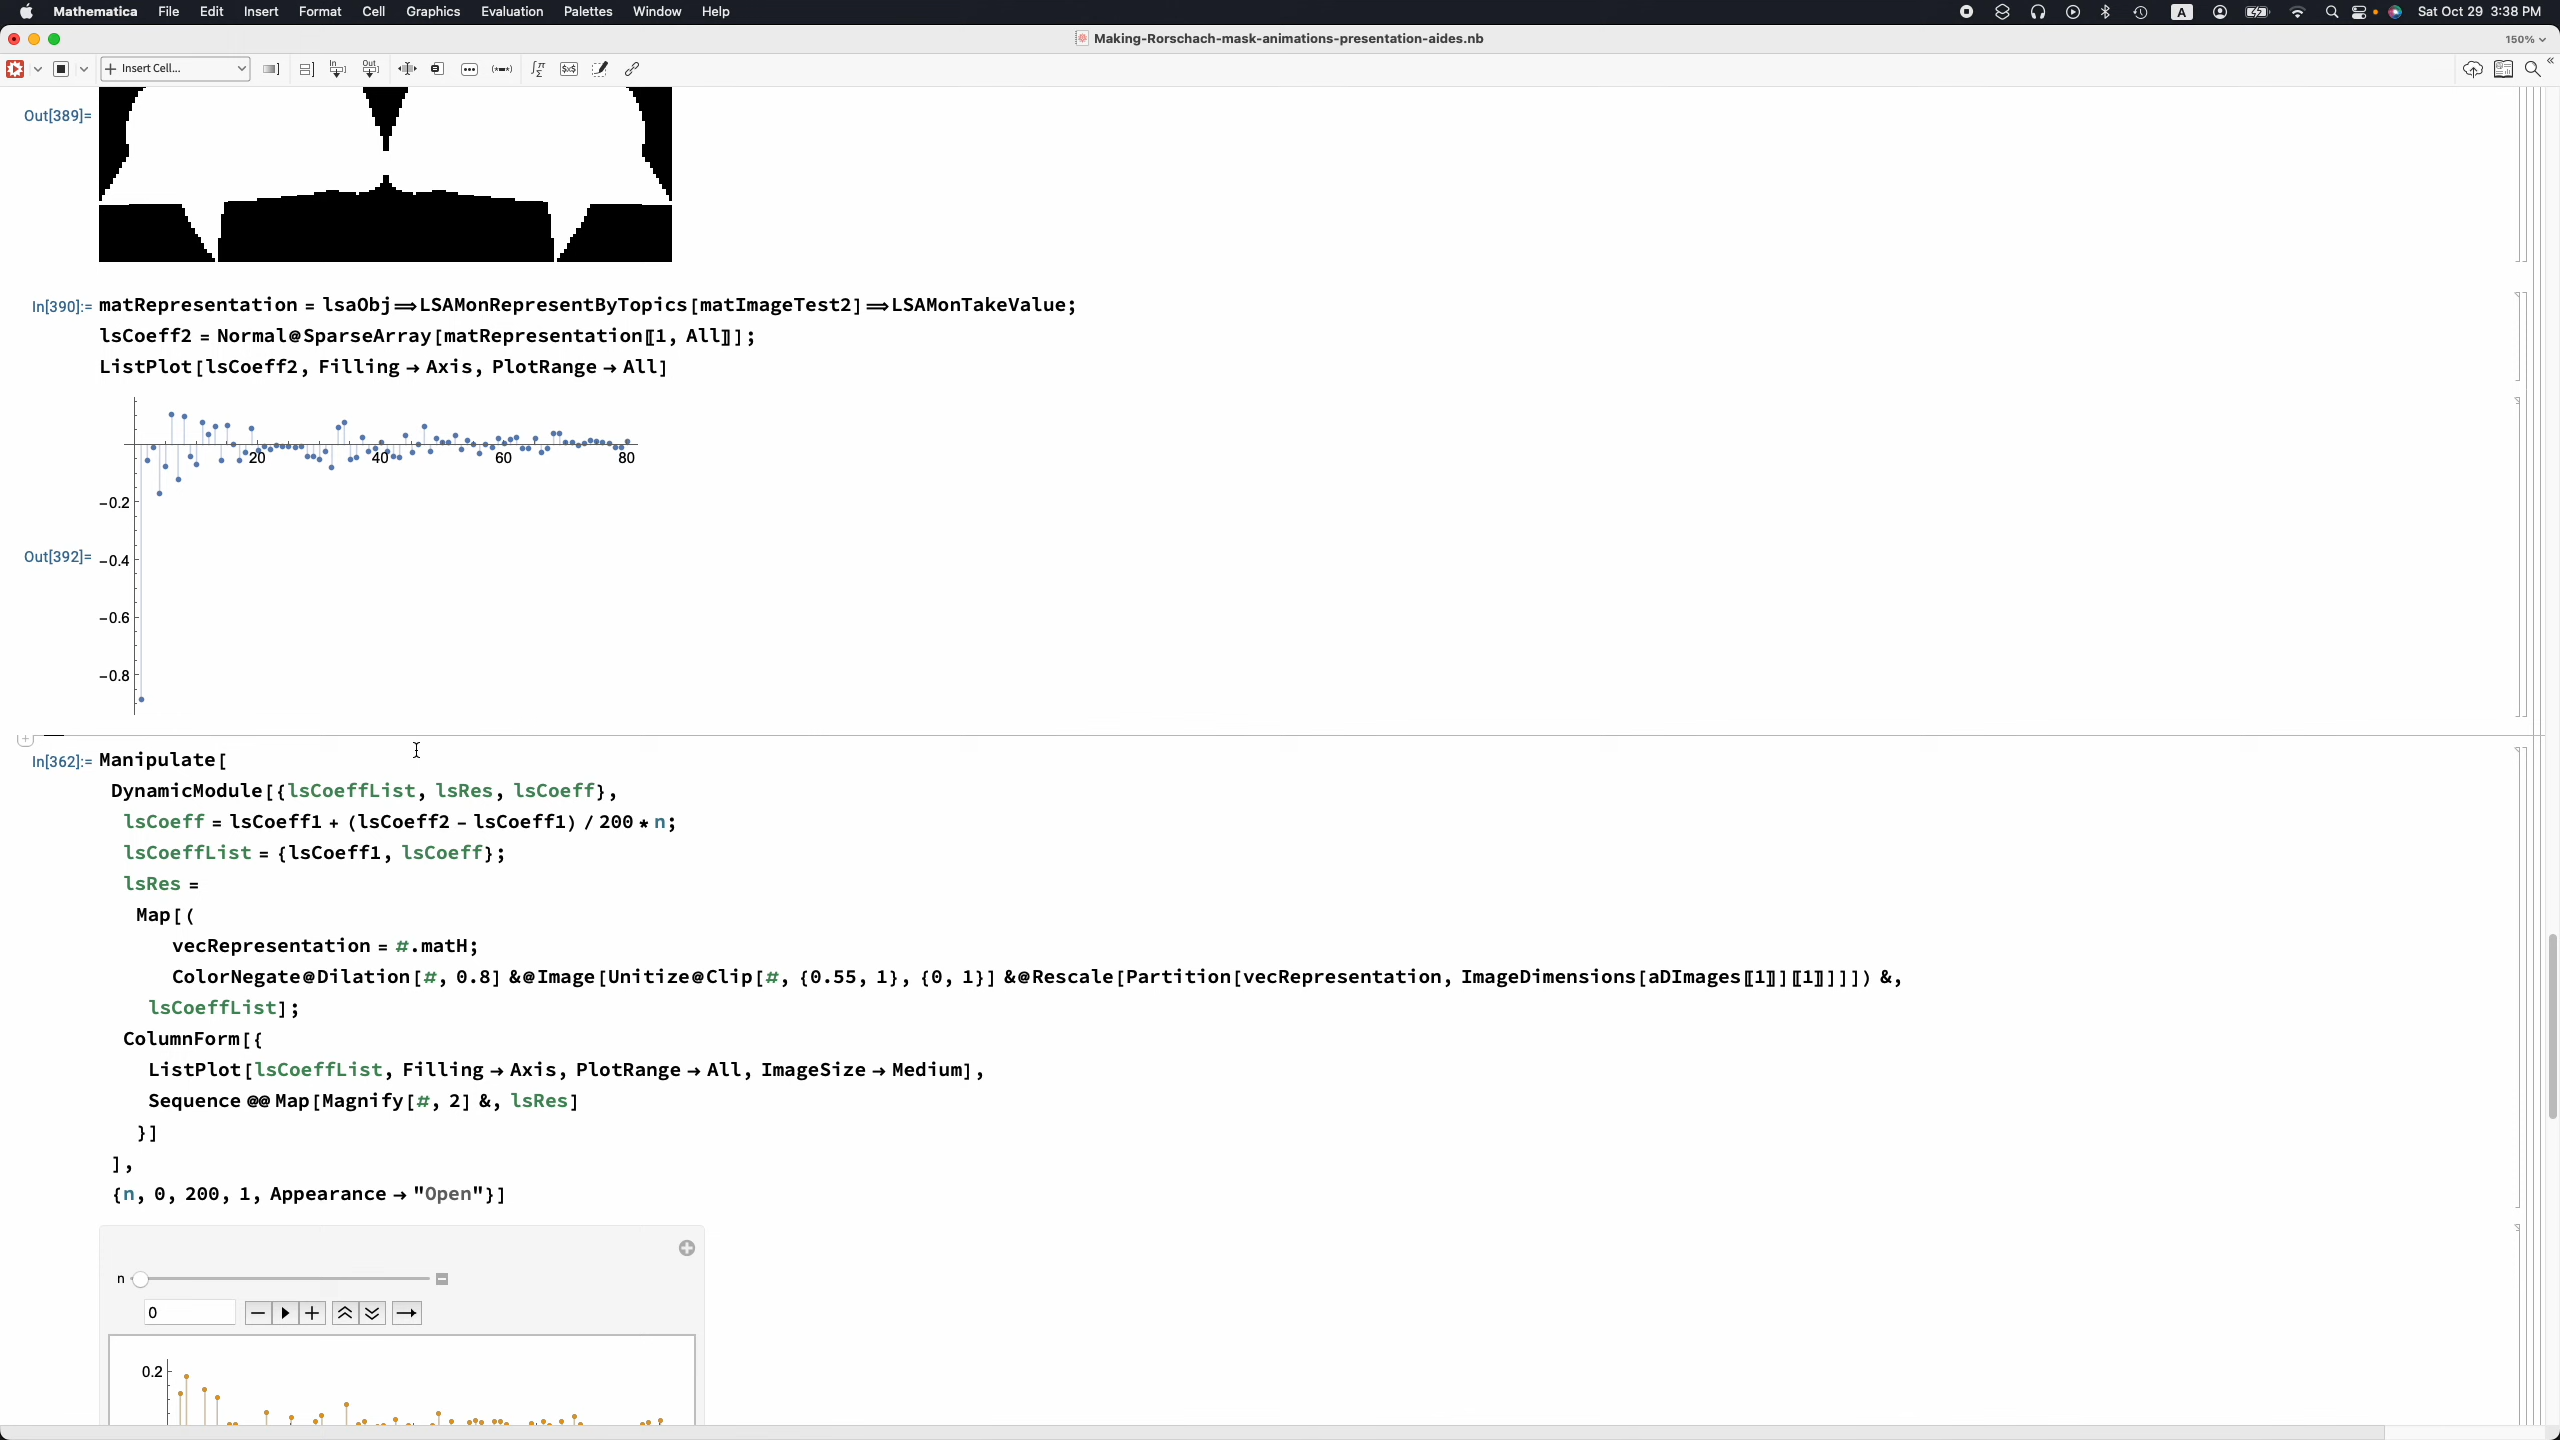 Mathematica File Edit Insert Format Cell Graphics Evaluation Palettes Window Help A Sat Oct 29 3:38 PM
Making-Rorschach-mask-animations-presentation-aides.nb 150%
Insert Cell...
Out[389]=
In[390]:= matRepresentation = lsaObj⟹LSAMonRepresentByTopics[matImageTest2]⟹LSAMonTakeValue;
lsCoeff2 = Normal@SparseArray[matRepresentation〚1, All〛];
ListPlot[lsCoeff2, Filling → Axis, PlotRange → All]
20 40 60 80
-0.2
Out[392]= -0.4
-0.6
-0.8
In[362]:= Manipulate[
DynamicModule[{lsCoeffList, lsRes, lsCoeff},
lsCoeff = lsCoeff1 + (lsCoeff2 - lsCoeff1) / 200 * n;
lsCoeffList = {lsCoeff1, lsCoeff};
lsRes =
Map[(
vecRepresentation = #.matH;
ColorNegate@Dilation[#, 0.8] &@Image[Unitize@Clip[#, {0.55, 1}, {0, 1}] &@Rescale[Partition[vecRepresentation, ImageDimensions[aDImages〚1〛]〚1〛]]]) &,
lsCoeffList];
ColumnForm[{
ListPlot[lsCoeffList, Filling → Axis, PlotRange → All, ImageSize → Medium],
Sequence @@ Map[Magnify[#, 2] &, lsRes]
}]
],
{n, 0, 200, 1, Appearance → "Open"}]
n
0
0.2